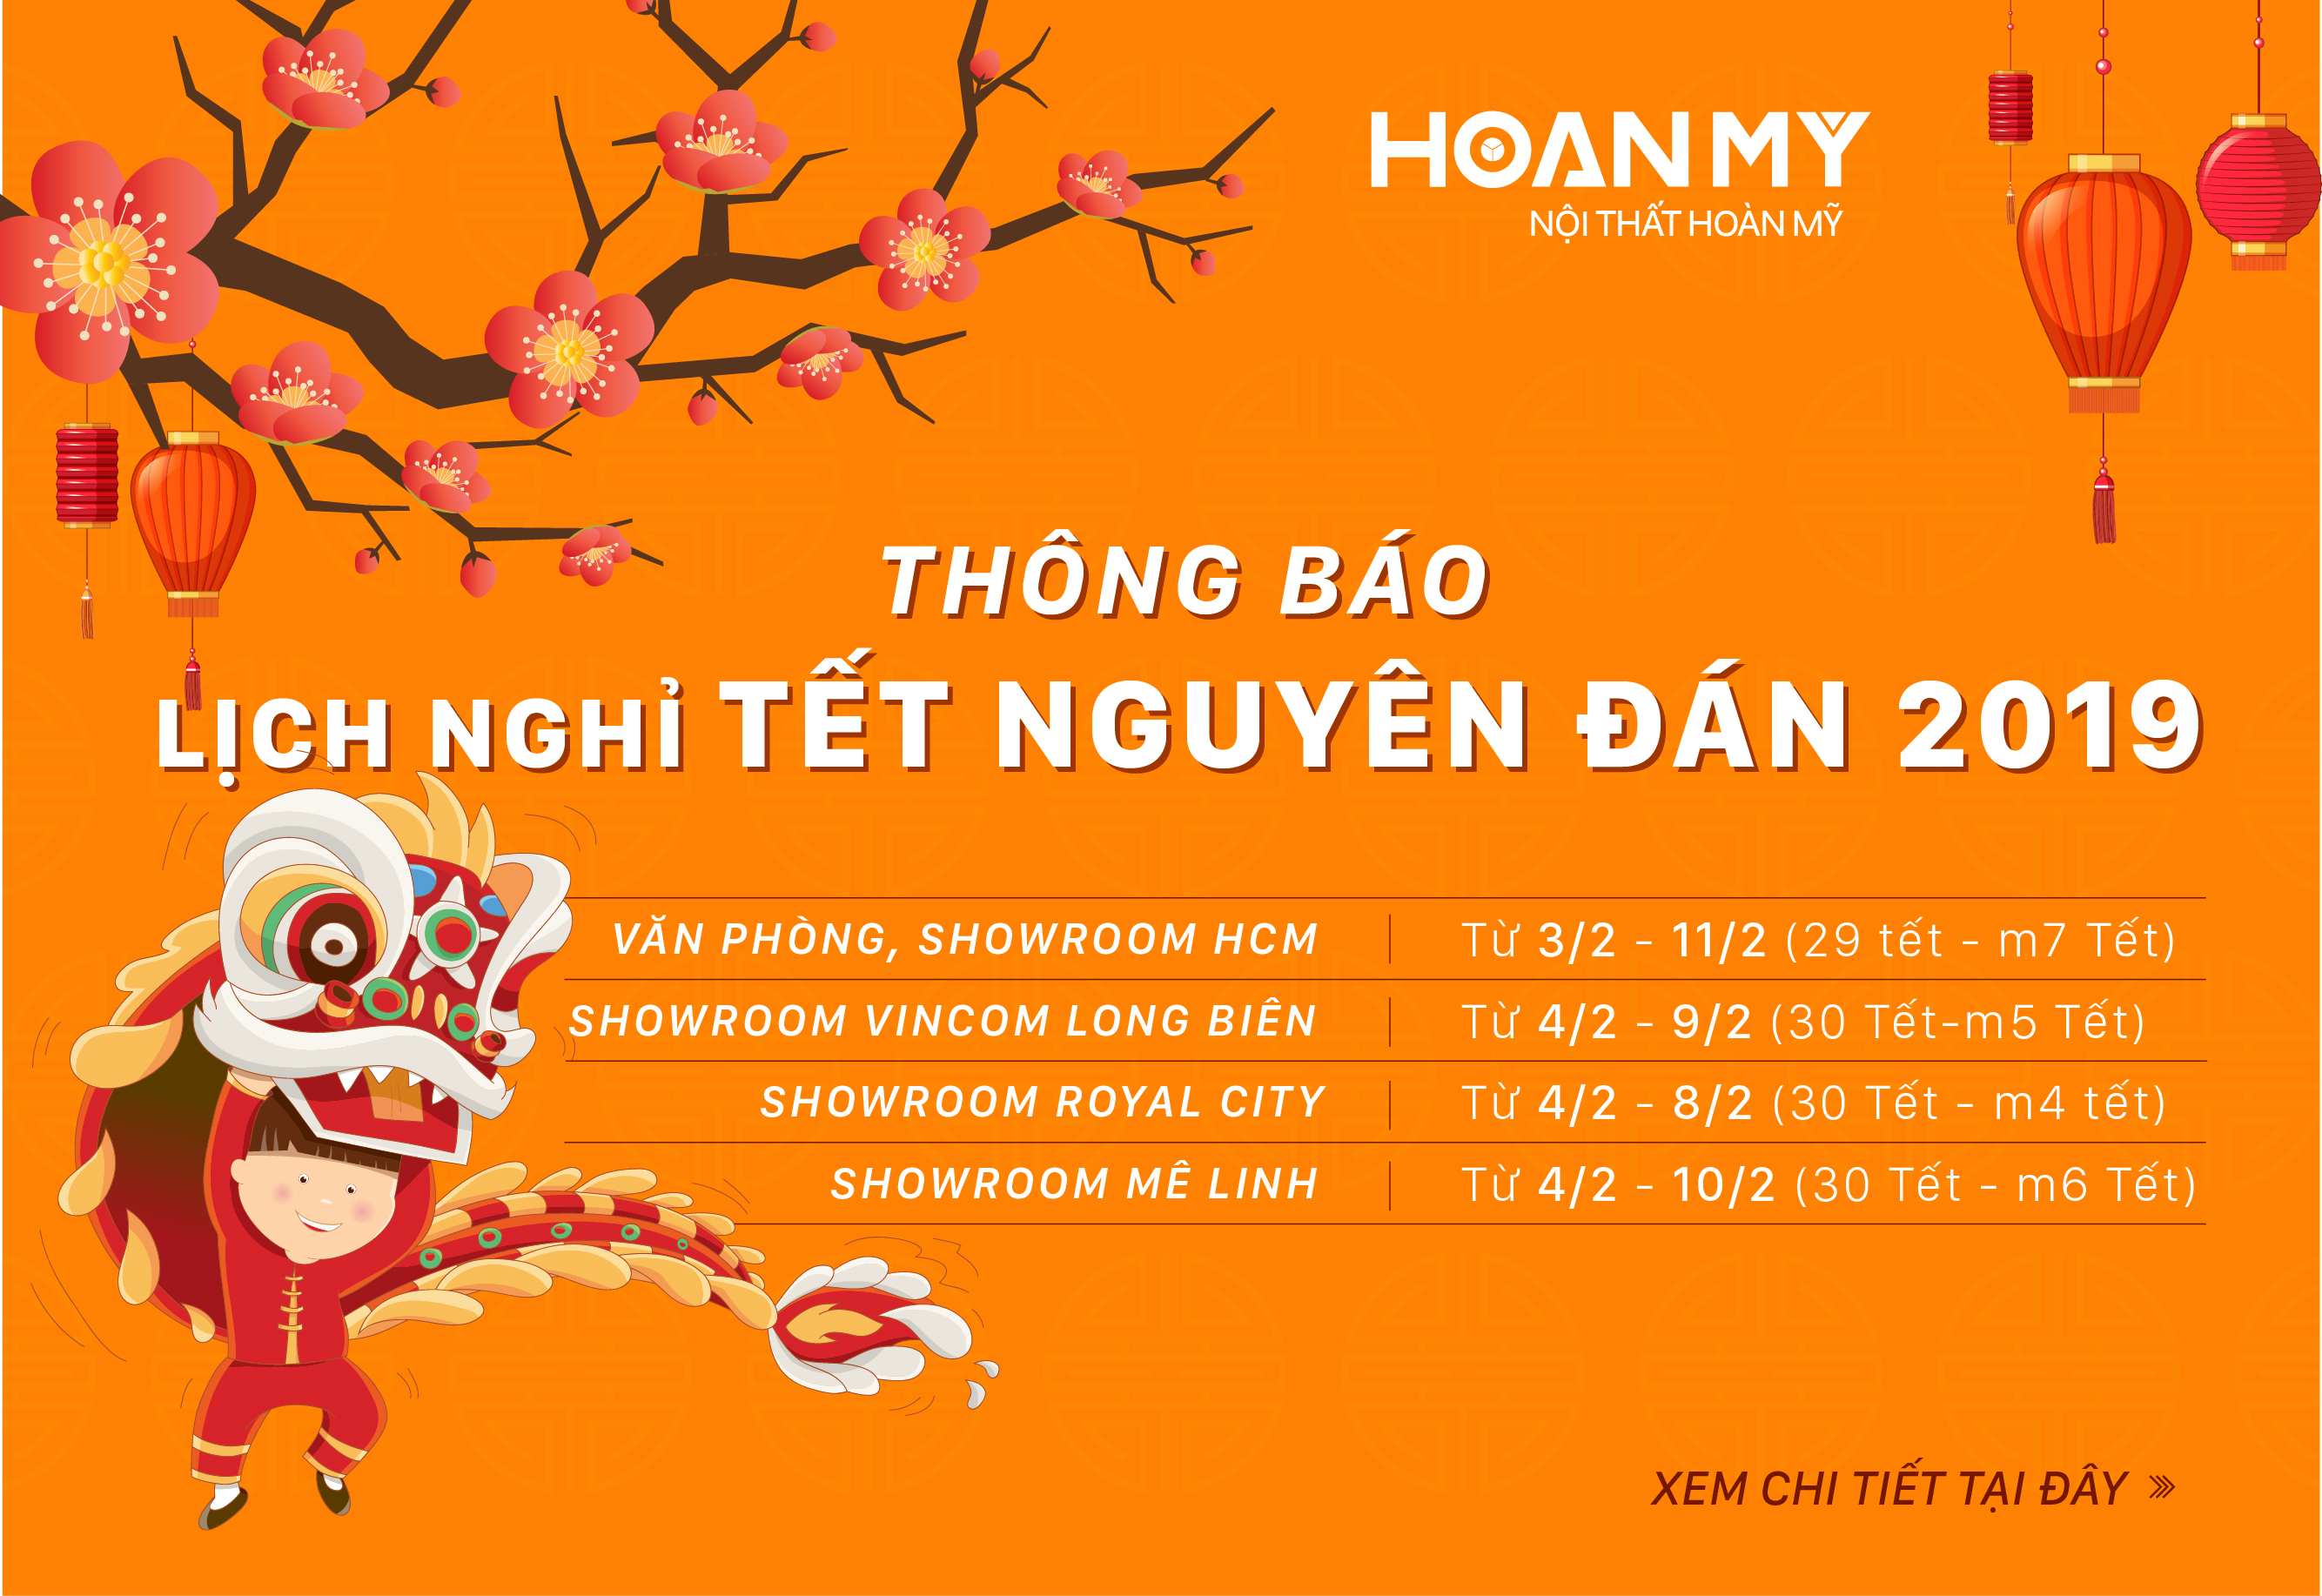 HOANMY
NỘI THẤT HOÀN MỸ
THÔNG BÁO
LỊCH NGHỈ TẾT NGUYÊN ĐÁN 2019
VĂN PHÒNG, SHOWROOM HCM Từ 3/2 - 11/2 (29 tết - m7 Tết)
SHOWROOM VINCOM LONG BIÊN Từ 4/2 - 9/2 (30 Tết-m5 Tết)
SHOWROOM ROYAL CITY Từ 4/2 - 8/2 (30 Tết - m4 tết)
SHOWROOM MÊ LINH Từ 4/2 - 10/2 (30 Tết - m6 Tết)
XEM CHI TIẾT TẠI ĐÂY